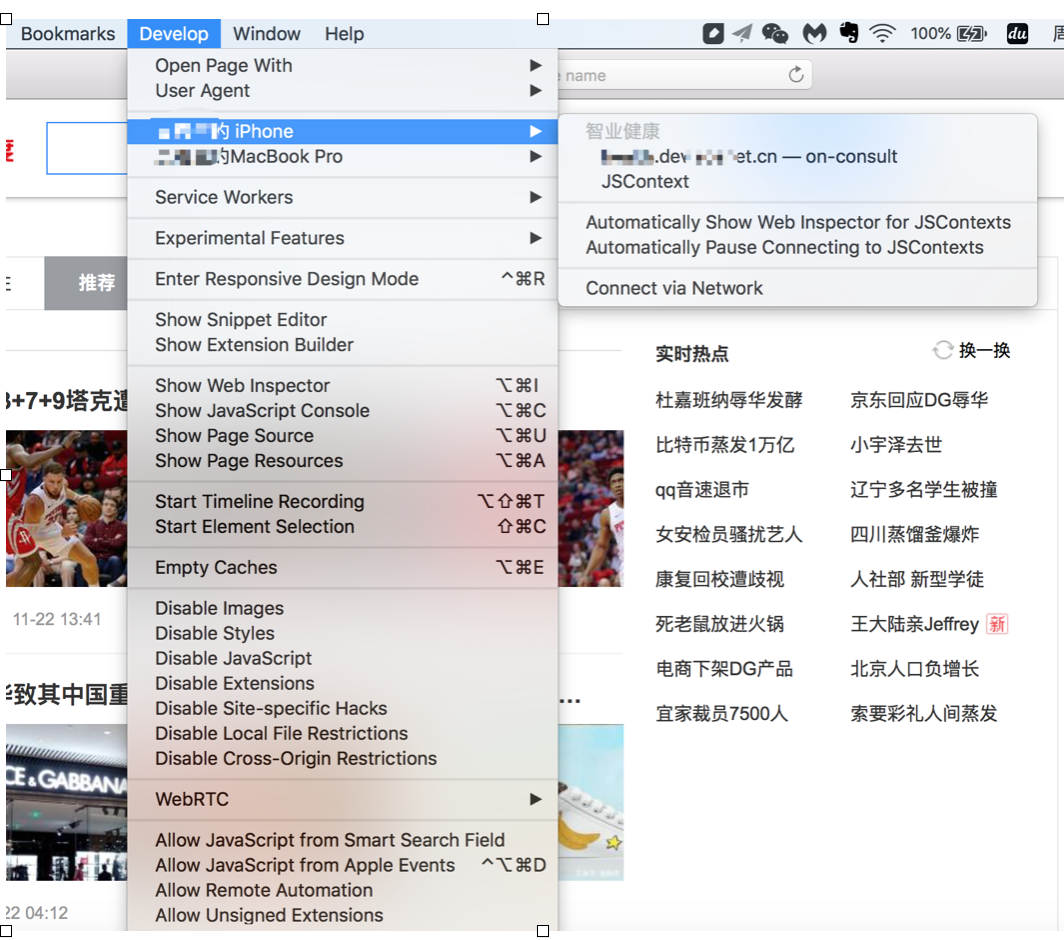 Bookmarks Develop Window Help 100% du 周
Open Page With
User Agent
name
的 iPhone
的MacBook Pro
Service Workers
Experimental Features
Enter Responsive Design Mode ^⌘R
Show Snippet Editor
Show Extension Builder
Show Web Inspector ⌥⌘I
Show JavaScript Console ⌥⌘C
Show Page Source ⌥⌘U
Show Page Resources ⌥⌘A
Start Timeline Recording ⌥⇧⌘T
Start Element Selection ⇧⌘C
Empty Caches ⌥⌘E
Disable Images
Disable Styles
Disable JavaScript
Disable Extensions
Disable Site-specific Hacks
Disable Local File Restrictions
Disable Cross-Origin Restrictions
WebRTC
Allow JavaScript from Smart Search Field
Allow JavaScript from Apple Events ^⌥⌘D
Allow Remote Automation
Allow Unsigned Extensions
智业健康
.dev et.cn — on-consult
JSContext
Automatically Show Web Inspector for JSContexts
Automatically Pause Connecting to JSContexts
Connect via Network
推荐
3+7+9塔克遭
11-22 13:41
华致其中国重
...
CE & GABBANA
22 04:12
实时热点 换一换
杜嘉班纳辱华发酵 京东回应DG辱华
比特币蒸发1万亿 小宇泽去世
qq音速退市 辽宁多名学生被撞
女安检员骚扰艺人 四川蒸馏釜爆炸
康复回校遭歧视 人社部 新型学徒
死老鼠放进火锅 王大陆亲Jeffrey 新
电商下架DG产品 北京人口负增长
宜家裁员7500人 索要彩礼人间蒸发